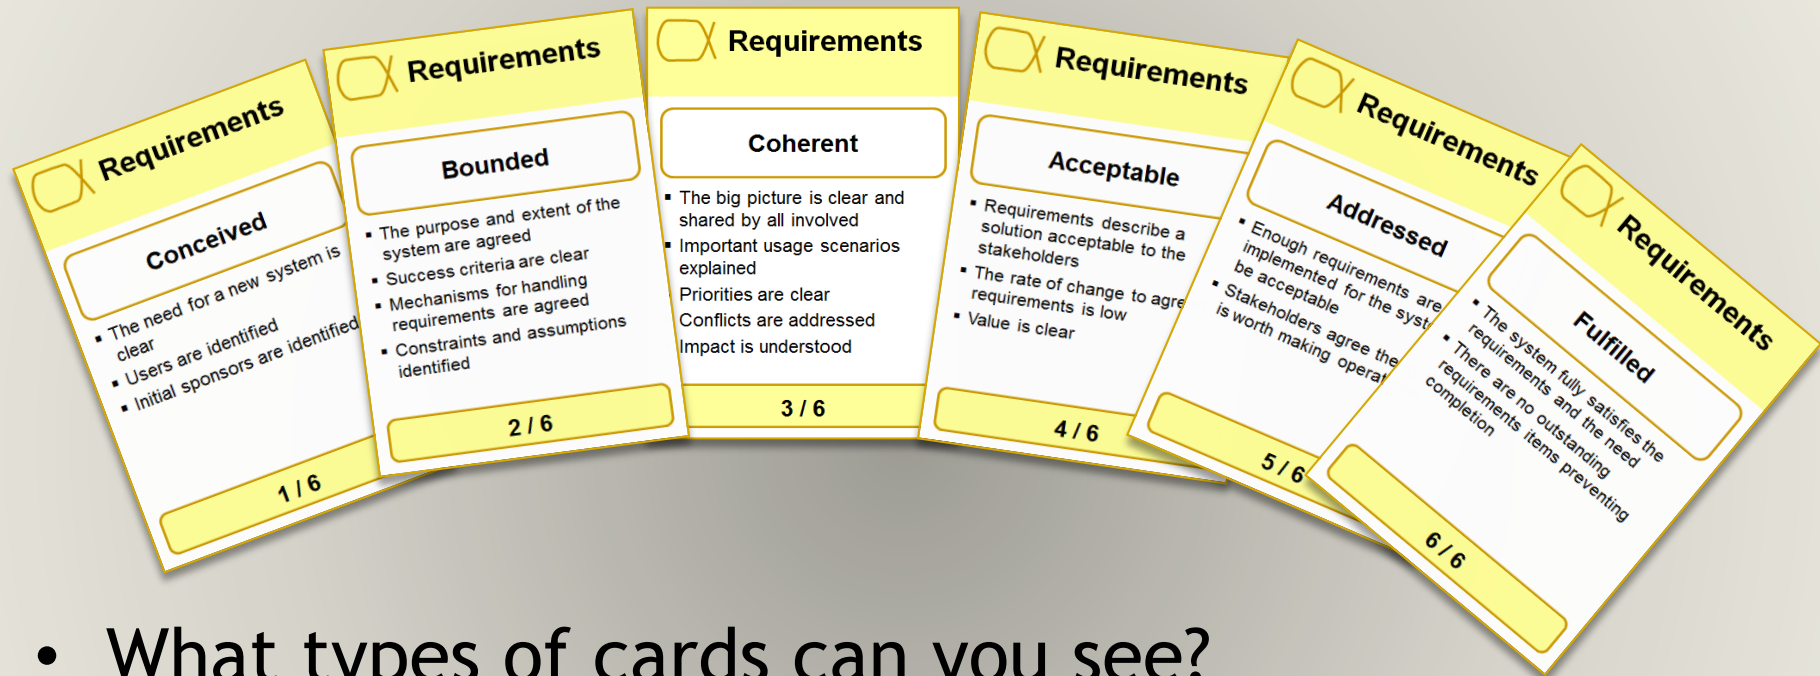 Requirements
Conceived
▪ The need for a new system is
clear
▪ Users are identified
▪ Initial sponsors are identified
1 / 6
Requirements
Bounded
▪ The purpose and extent of the
system are agreed
▪ Success criteria are clear
▪ Mechanisms for handling
requirements are agreed
▪ Constraints and assumptions
identified
2 / 6
Requirements
Coherent
▪ The big picture is clear and
shared by all involved
▪ Important usage scenarios
explained
Priorities are clear
Conflicts are addressed
Impact is understood
3 / 6
Requirements
Acceptable
▪ Requirements describe a
solution acceptable to the
stakeholders
▪ The rate of change to agre
requirements is low
▪ Value is clear
4 / 6
Requirements
Addressed
▪ Enough requirements are
implemented for the syst
be acceptable
▪ Stakeholders agree the
is worth making operat
5 / 6
Requirements
Fulfilled
▪ The system fully satisfies the
requirements and the need
▪ There are no outstanding
requirements items preventing
completion
6 / 6
• What types of cards can you see?